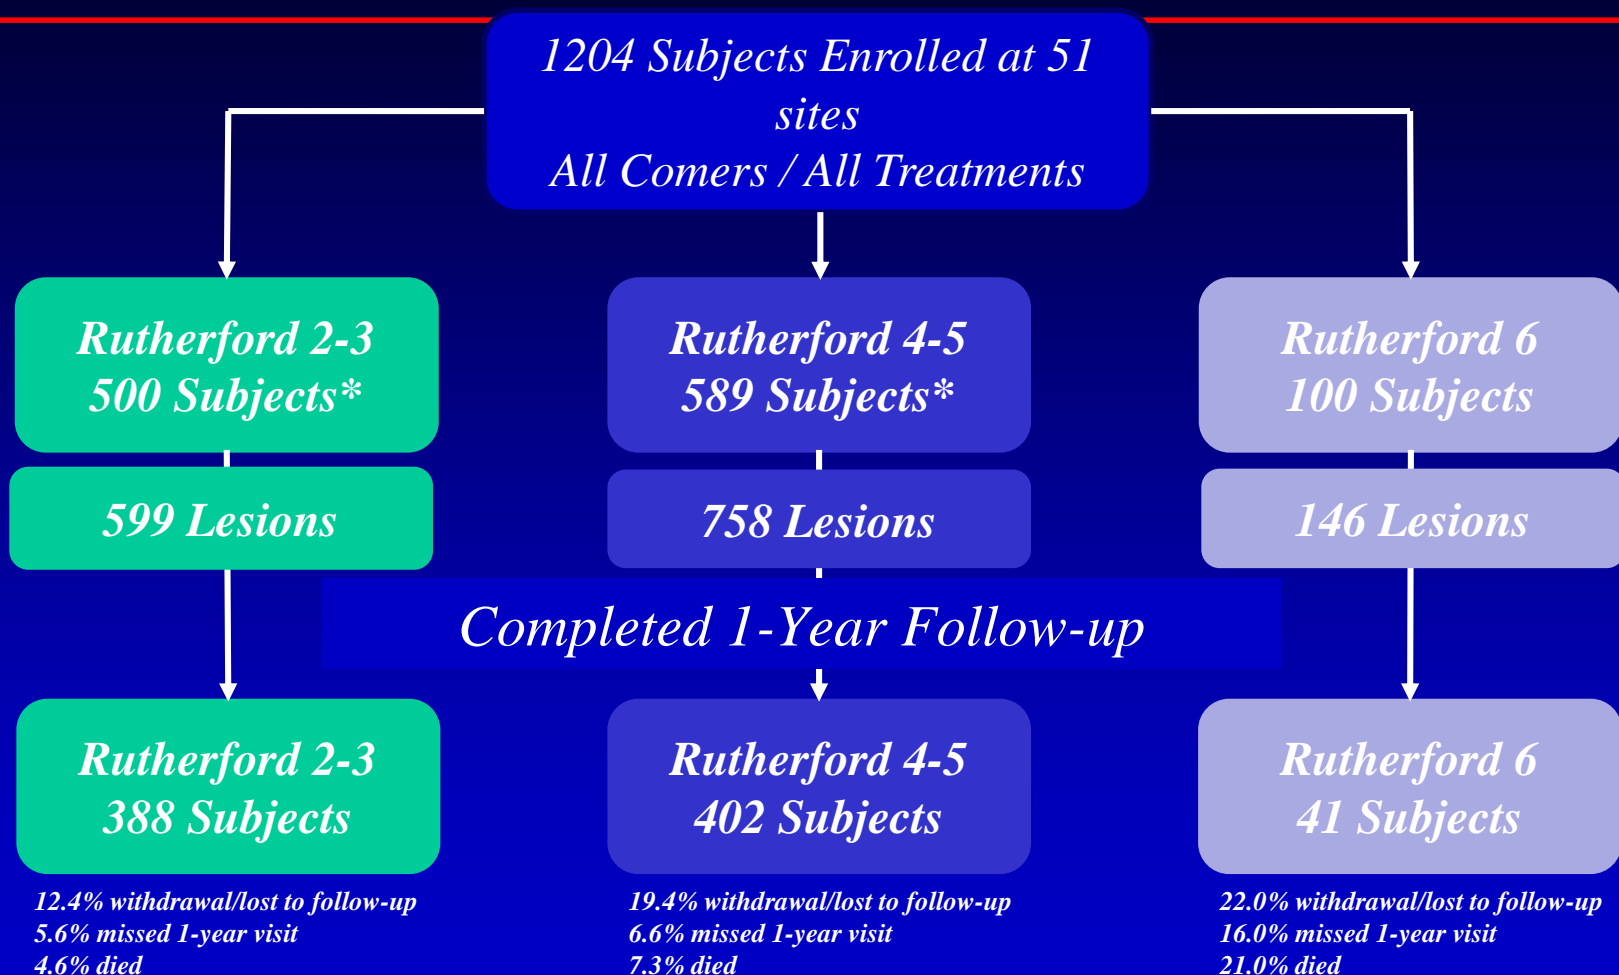 1204 Subjects Enrolled at 51
sites
All Comers / All Treatments
Rutherford 2-3
500 Subjects*
Rutherford 4-5
589 Subjects*
Rutherford 6
100 Subjects
599 Lesions
758 Lesions
146 Lesions
Completed 1-Year Follow-up
Rutherford 2-3
388 Subjects
Rutherford 4-5
402 Subjects
Rutherford 6
41 Subjects
12.4% withdrawal/lost to follow-up
5.6% missed 1-year visit
4.6% died
19.4% withdrawal/lost to follow-up
6.6% missed 1-year visit
7.3% died
22.0% withdrawal/lost to follow-up
16.0% missed 1-year visit
21.0% died